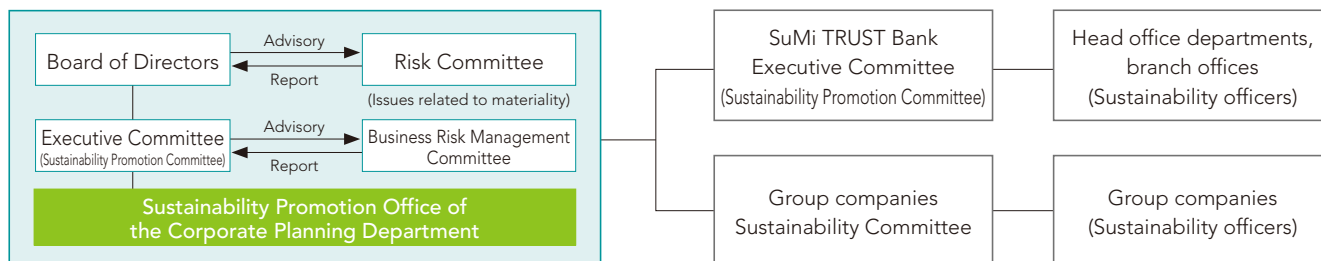 Board of Directors
Advisory
Report
Risk Committee
(Issues related to materiality)
Executive Committee
(Sustainability Promotion Committee)
Advisory
Report
Business Risk Management
Committee
Sustainability Promotion Office of
the Corporate Planning Department
SuMi TRUST Bank
Executive Committee
(Sustainability Promotion Committee)
Head office departments,
branch offices
(Sustainability officers)
Group companies
Sustainability Committee
Group companies
(Sustainability officers)